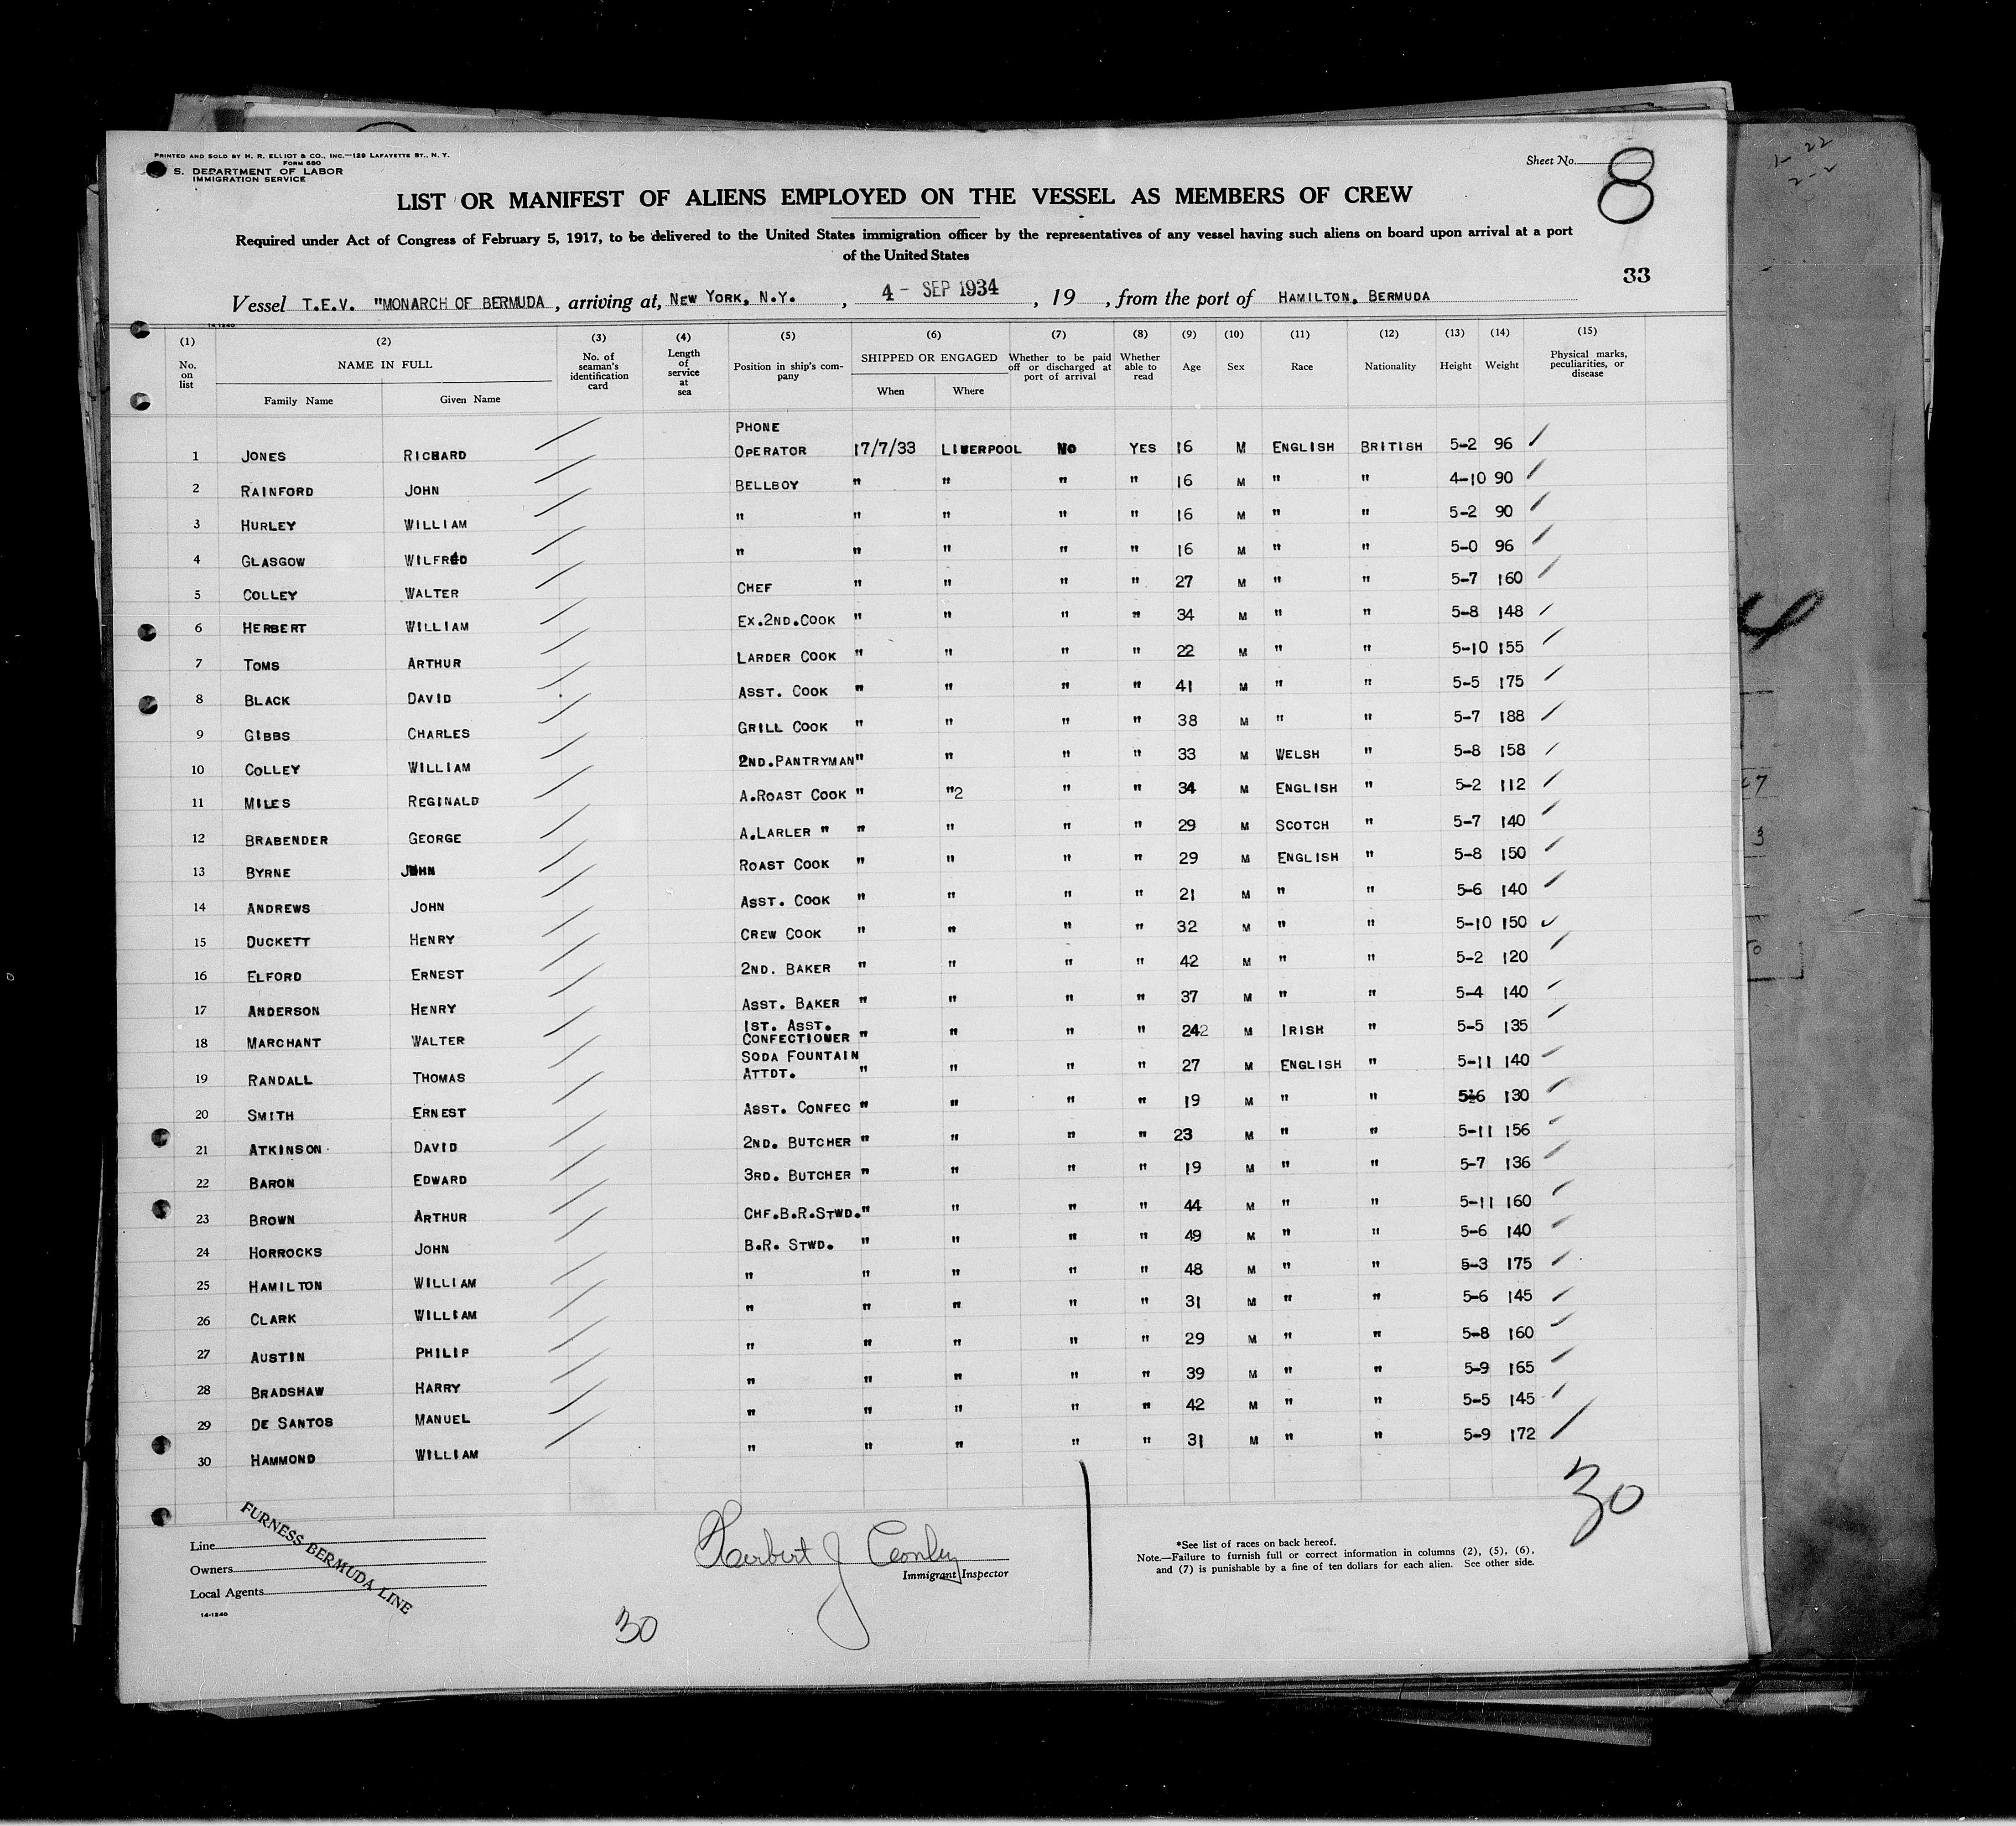 PRINTED AND SOLD BY H. R. ELLIOT & CO., INC.—129 LAFAYETTE ST., N. Y.
FORM 680
S. DEPARTMENT OF LABOR
IMMIGRATION SERVICE
Sheet No. 8
LIST OR MANIFEST OF ALIENS EMPLOYED ON THE VESSEL AS MEMBERS OF CREW
Required under Act of Congress of February 5, 1917, to be delivered to the United States immigration officer by the representatives of any vessel having such aliens on board upon arrival at a port
of the United States
33
Vessel T.E.V. "MONARCH OF BERMUDA, arriving at, NEW YORK, N.Y., 4 - SEP 1934, 19, from the port of HAMILTON, BERMUDA
14-1240
(1) (2) (3) (4) (5) (6) (7) (8) (9) (10) (11) (12) (13) (14) (15)
No. on list NAME IN FULL Family Name Given Name No. of seaman's identification card Length of service at sea Position in ship's company SHIPPED OR ENGAGED When Where Whether to be paid off or discharged at port of arrival Whether able to read Age Sex Race Nationality Height Weight Physical marks, peculiarities, or disease
1 JONES RICHARD PHONE OPERATOR 17/7/33 LIVERPOOL NO YES 16 M ENGLISH BRITISH 5-2 96
2 RAINFORD JOHN BELLBOY " " " " 16 M " " 4-10 90
3 HURLEY WILLIAM " " " " " 16 M " " 5-2 90
4 GLASGOW WILFRED " " " " " 16 M " " 5-0 96
5 COLLEY WALTER CHEF " " " " 27 M " " 5-7 160
6 HERBERT WILLIAM EX.2ND.COOK " " " " 34 M " " 5-8 148
7 TOMS ARTHUR LARDER COOK " " " " 22 M " " 5-10 155
8 BLACK DAVID ASST. COOK " " " " 41 M " " 5-5 175
9 GIBBS CHARLES GRILL COOK " " " " 38 M " " 5-7 188
10 COLLEY WILLIAM 2ND.PANTRYMAN " " " " 33 M WELSH " 5-8 158
11 MILES REGINALD A.ROAST COOK " "2 " " 34 M ENGLISH " 5-2 112
12 BRABENDER GEORGE A.LARLER " " " " " 29 M SCOTCH " 5-7 140
13 BYRNE JOHN ROAST COOK " " " " 29 M ENGLISH " 5-8 150
14 ANDREWS JOHN ASST. COOK " " " " 21 M " " 5-6 140
15 DUCKETT HENRY CREW COOK " " " " 32 M " " 5-10 150
16 ELFORD ERNEST 2ND. BAKER " " " " 42 M " " 5-2 120
17 ANDERSON HENRY ASST. BAKER " " " " 37 M " " 5-4 140
18 MARCHANT WALTER 1ST. ASST. CONFECTIONER " " " " 242 M IRISH " 5-5 135
19 RANDALL THOMAS SODA FOUNTAIN ATTDT. " " " " 27 M ENGLISH " 5-11 140
20 SMITH ERNEST ASST. CONFEC " " " " 19 M " " 5-6 130
21 ATKINSON DAVID 2ND. BUTCHER " " " " 23 M " " 5-11 156
22 BARON EDWARD 3RD. BUTCHER " " " " 19 M " " 5-7 136
23 BROWN ARTHUR CHF.B.R.STWD. " " " " 44 M " " 5-11 160
24 HORROCKS JOHN B.R. STWD. " " " " 49 M " " 5-6 140
25 HAMILTON WILLIAM " " " " " 48 M " " 5-3 175
26 CLARK WILLIAM " " " " " 31 M " " 5-6 145
27 AUSTIN PHILIP " " " " " 29 M " " 5-8 160
28 BRADSHAW HARRY " " " " " 39 M " " 5-9 165
29 DE SANTOS MANUEL " " " " " 42 M " " 5-5 145
30 HAMMOND WILLIAM " " " " " 31 M " " 5-9 172
30
Line
Owners
Local Agents
FURNESS BERMUDA LINE
14-1240
Herbert J Conley
Immigrant Inspector
30
*See list of races on back hereof.
Note.—Failure to furnish full or correct information in columns (2), (5), (6),
and (7) is punishable by a fine of ten dollars for each alien. See other side.